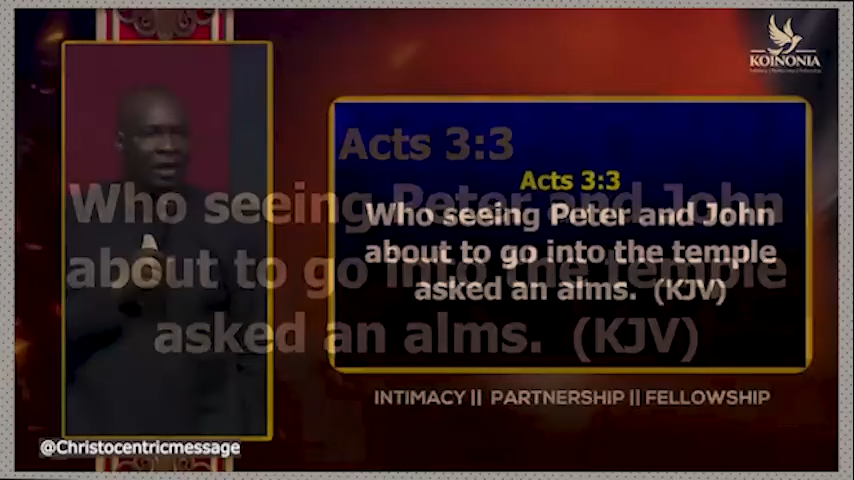 KOINONIA
Acts 3:3
Who seeing Peter and John
about to go into the temple
asked an alms. (KJV)
Acts 3:3
Who seeing Peter and John
about to go into the temple
asked an alms. (KJV)
INTIMACY || PARTNERSHIP || FELLOWSHIP
@Christocentricmessage